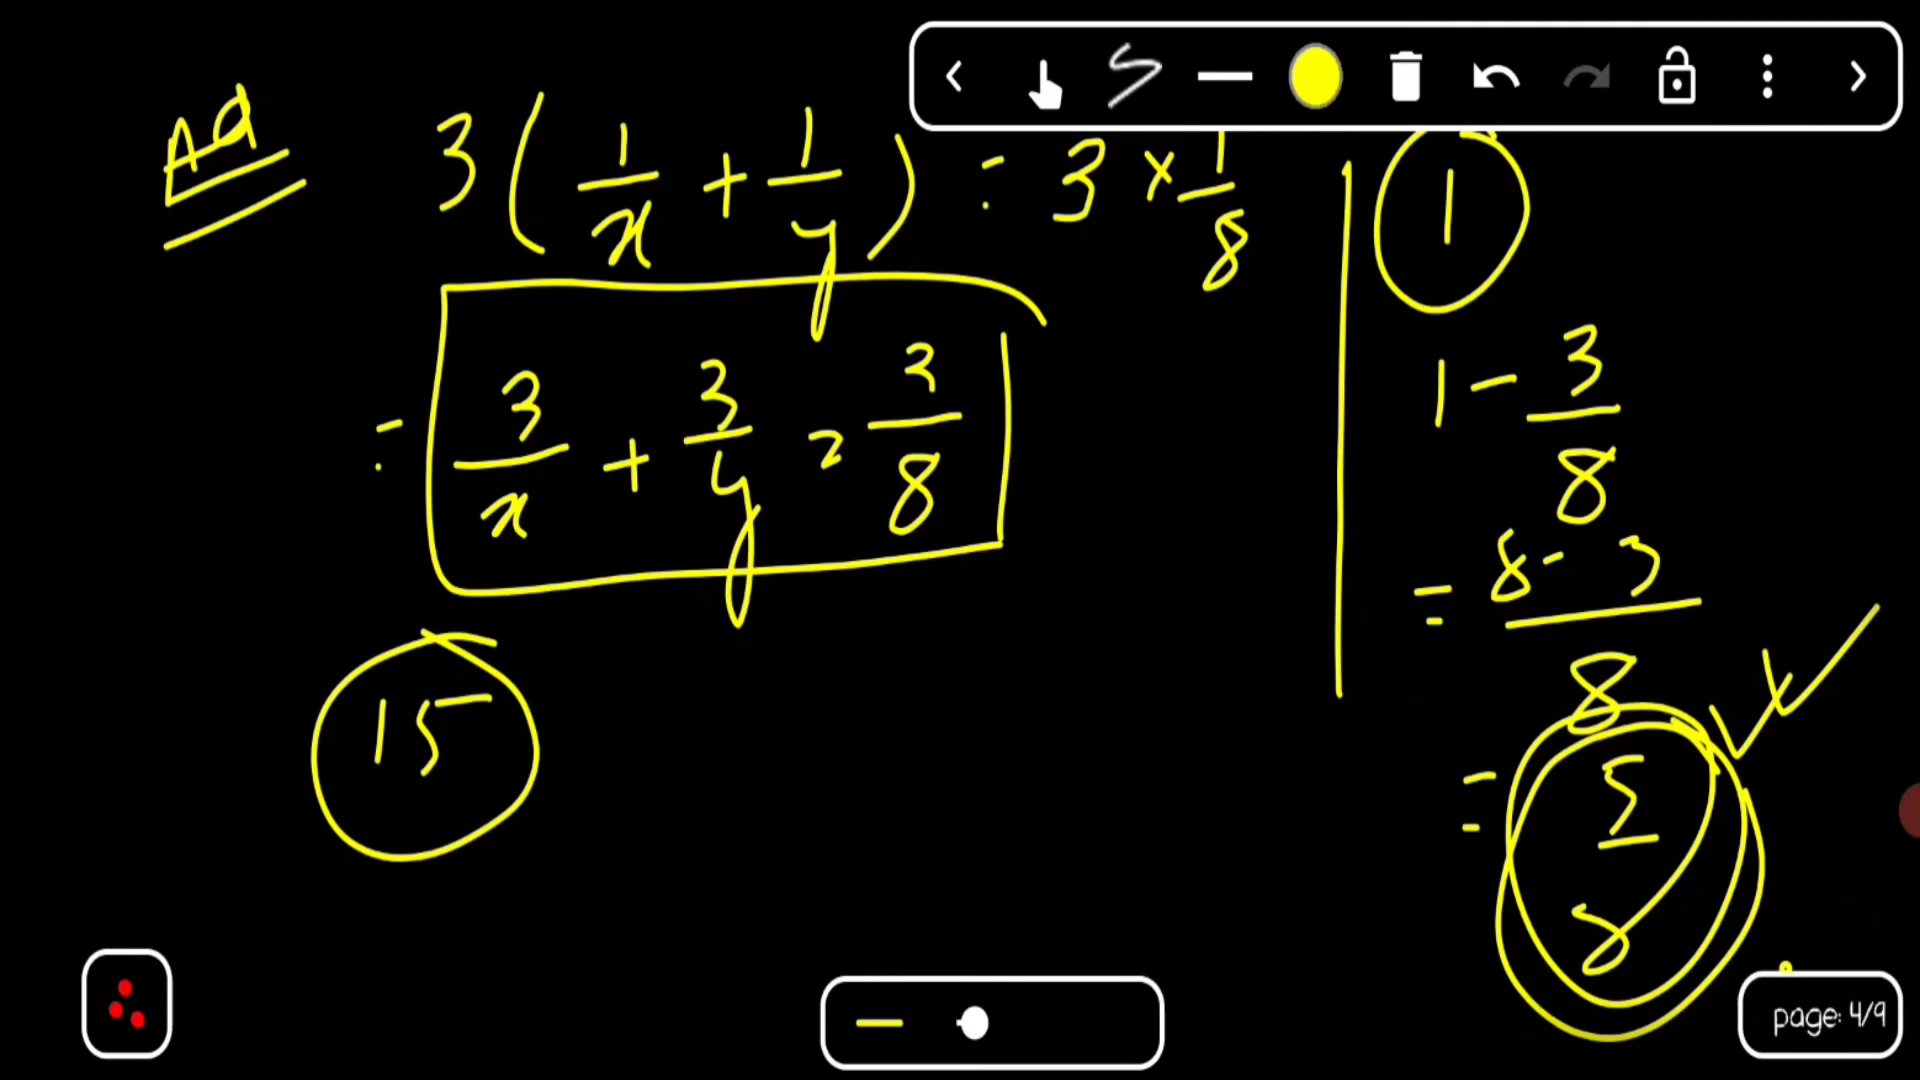 AQ
3(1/x + 1/y) = 3 × 1/8
= 3/x + 3/y = 3/8
15
1
1 - 3/8
= 8-3/8
= 5/8
page: 4/9